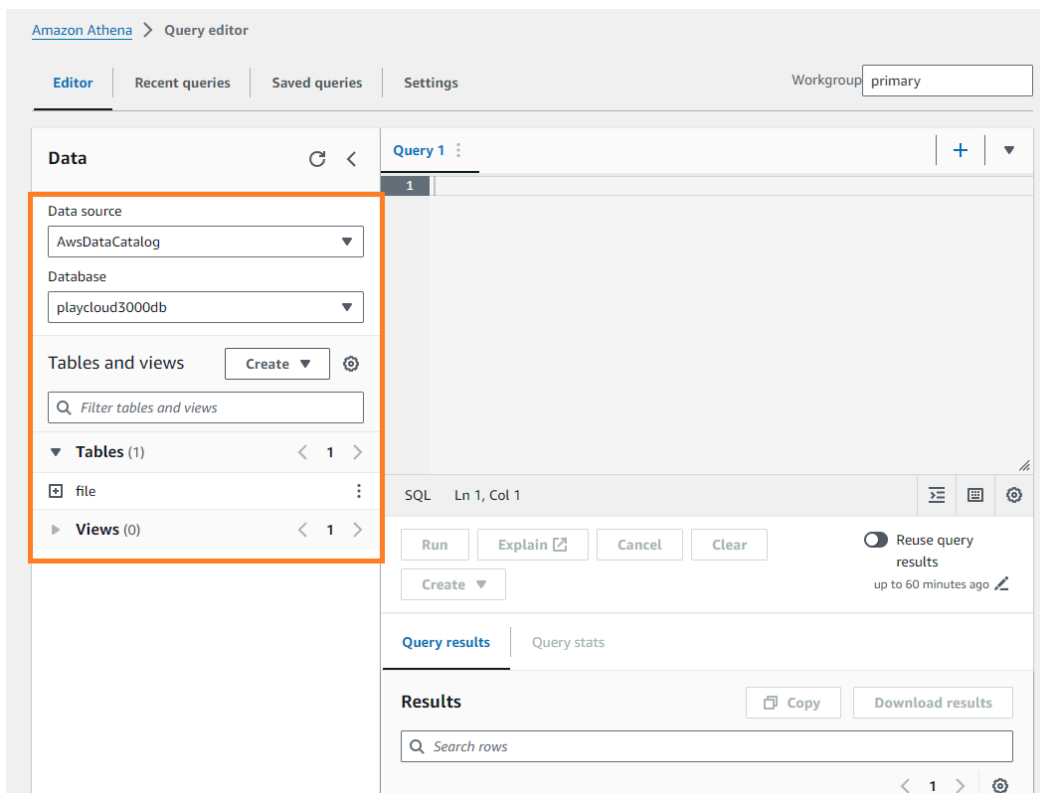 Amazon Athena > Query editor
Editor Recent queries Saved queries Settings Workgroup primary
Data
Data source
AwsDataCatalog
Database
playcloud3000db
Tables and views Create
Filter tables and views
Tables (1) < 1 >
file
Views (0) < 1 >
Query 1
1
SQL Ln 1, Col 1
Run Explain Cancel Clear
Create
Reuse query
results
up to 60 minutes ago
Query results Query stats
Results Copy Download results
Search rows
< 1 >